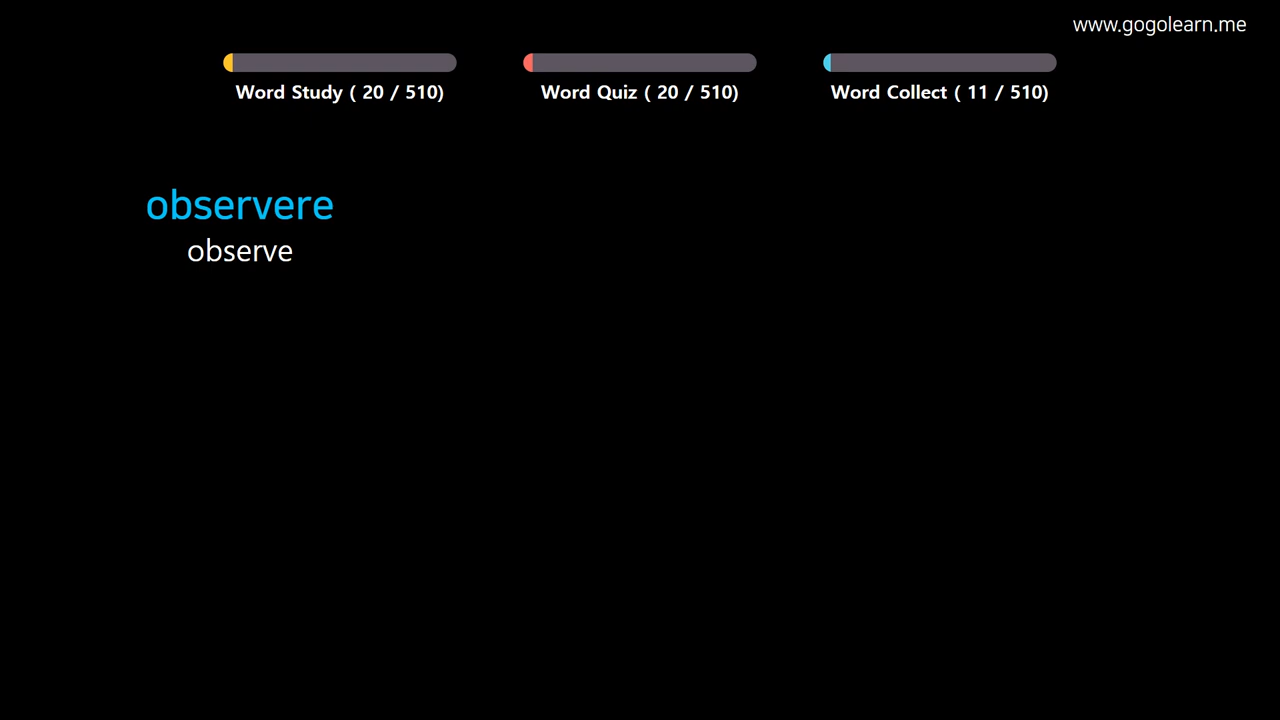 www.gogolearn.me
Word Study ( 20 / 510)
Word Quiz ( 20 / 510)
Word Collect ( 11 / 510)
observere
observe